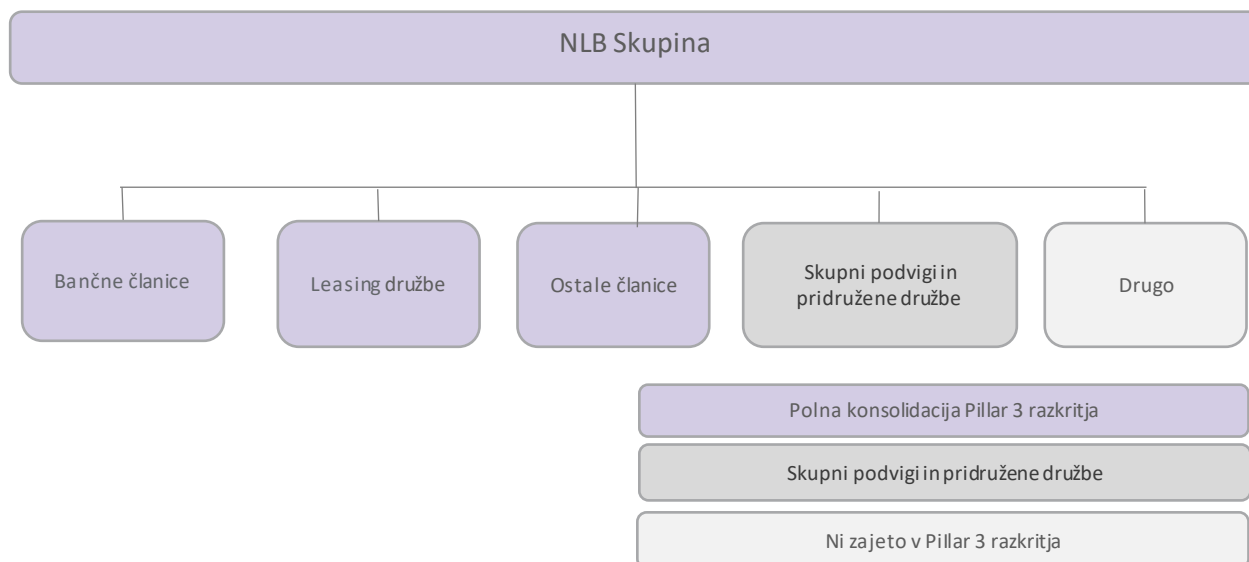 NLB Skupina
Bančne članice
Leasing družbe
Ostale članice
Skupni podvigi in
pridružene družbe
Drugo
Polna konsolidacija Pillar 3 razkritja
Skupni podvigi in pridružene družbe
Ni zajeto v Pillar 3 razkritja